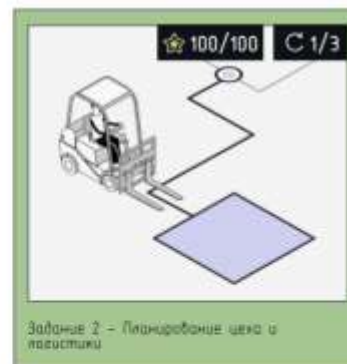 100/100 1/3
Задание 2 - Планирование цеха и
логистики